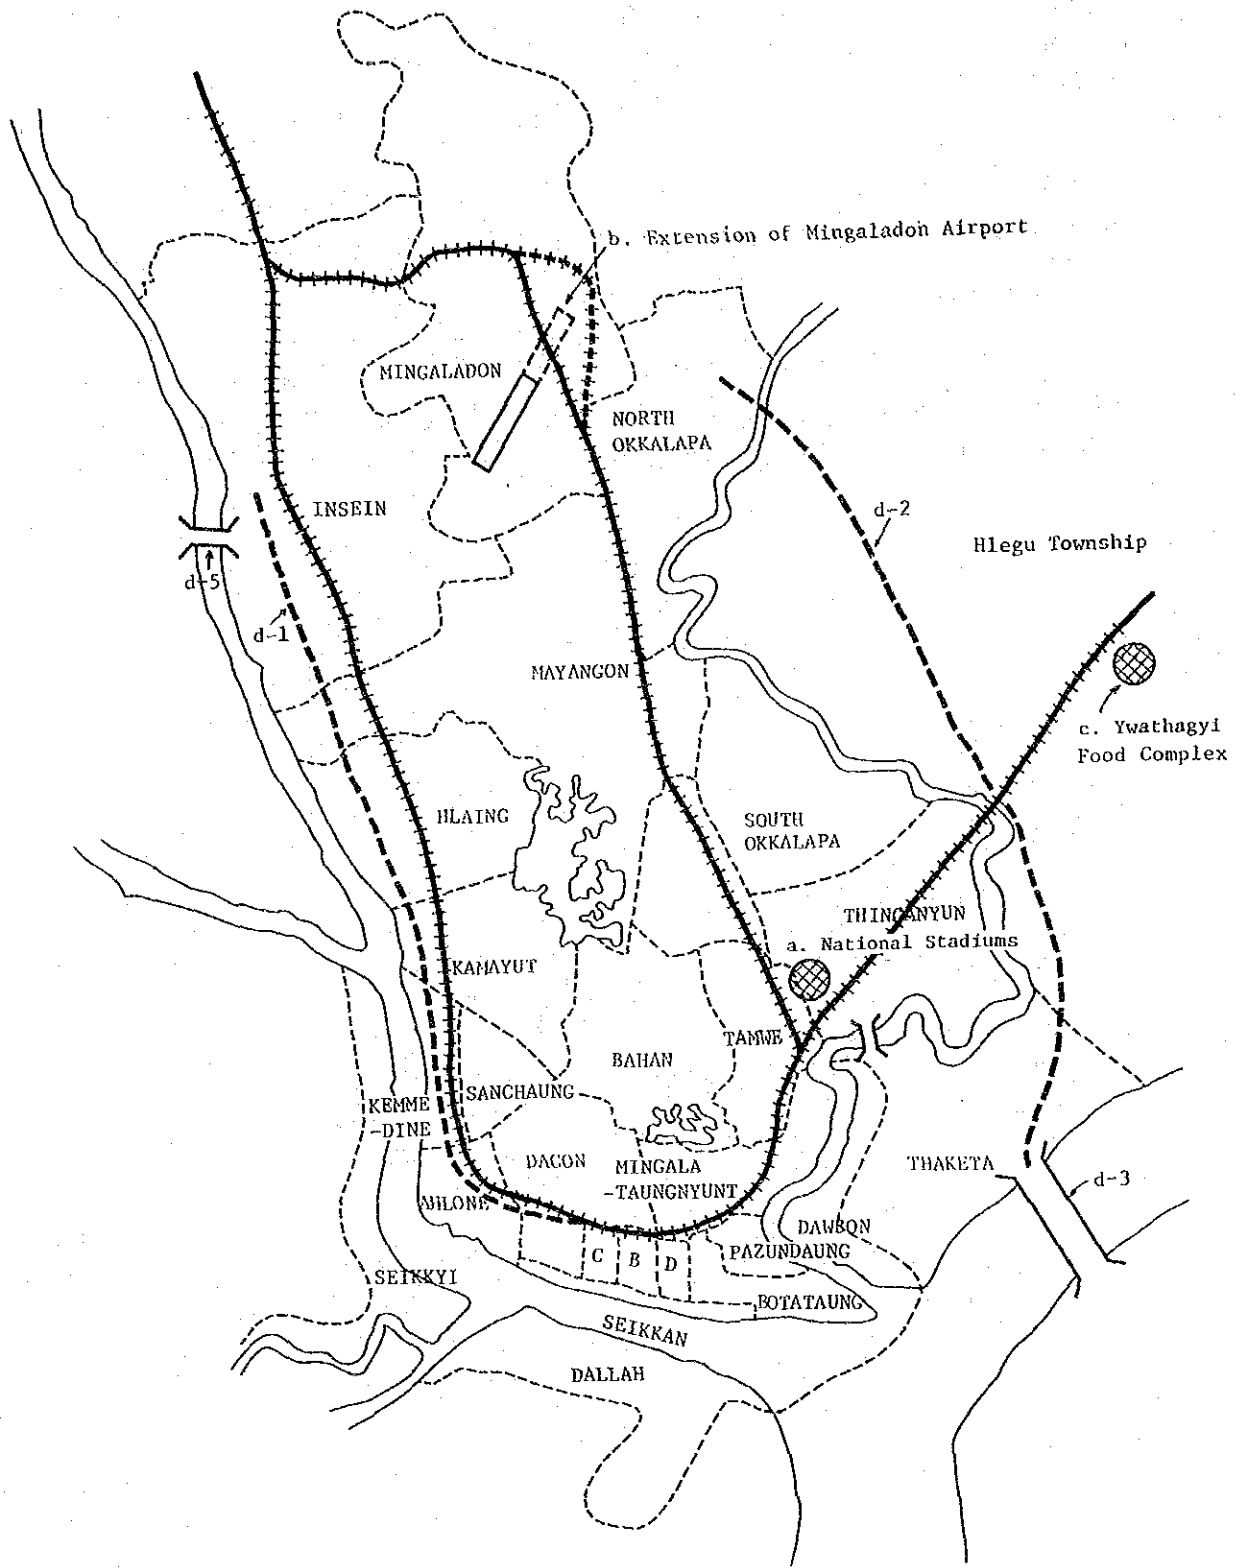 b. Extension of Mingaladon Airport
MINGALADON
NORTH
OKKALAPA
INSEIN
d-2
Hlegu Township
d-5
d-1
MAYANGON
c. Ywathagyi
Food Complex
HLAING
SOUTH
OKKALAPA
THINGANYUN
a. National Stadiums
KAMAYUT
TAMWE
BAHAN
SANCHAUNG
KEMME
-DINE
DAGON
MINGALA
-TAUNGNYUNT
THAKETA
d-3
AHLONE
DAWBON
PAZUNDAUNG
C B D
SEIKKYI
BOTATAUNG
SEIKKAN
DALLAH